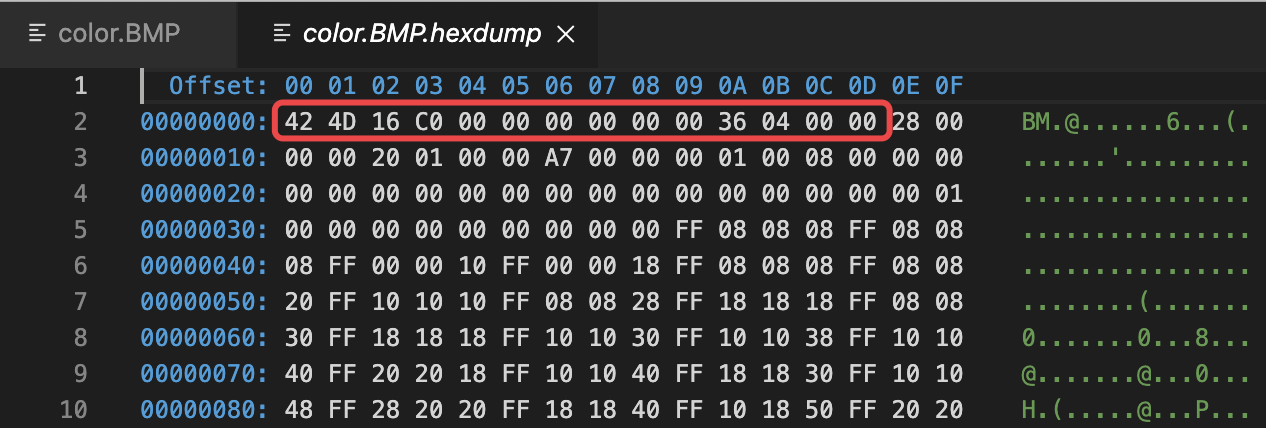 color.BMP
color.BMP.hexdump
1 Offset: 00 01 02 03 04 05 06 07 08 09 0A 0B 0C 0D 0E 0F
2 00000000: 42 4D 16 C0 00 00 00 00 00 00 36 04 00 00 28 00 BM.@......6...(.
3 00000010: 00 00 20 01 00 00 A7 00 00 00 01 00 08 00 00 00 ......'.........
4 00000020: 00 00 00 00 00 00 00 00 00 00 00 00 00 00 00 01 ................
5 00000030: 00 00 00 00 00 00 00 00 00 FF 08 08 08 FF 08 08 ................
6 00000040: 08 FF 00 00 10 FF 00 00 18 FF 08 08 08 FF 08 08 ................
7 00000050: 20 FF 10 10 10 FF 08 08 28 FF 18 18 18 FF 08 08 ........(.......
8 00000060: 30 FF 18 18 18 FF 10 10 30 FF 10 10 38 FF 10 10 0.......0...8...
9 00000070: 40 FF 20 20 18 FF 10 10 40 FF 18 18 30 FF 10 10 @.......@...0...
10 00000080: 48 FF 28 20 20 FF 18 18 40 FF 10 18 50 FF 20 20 H.(.....@...P...